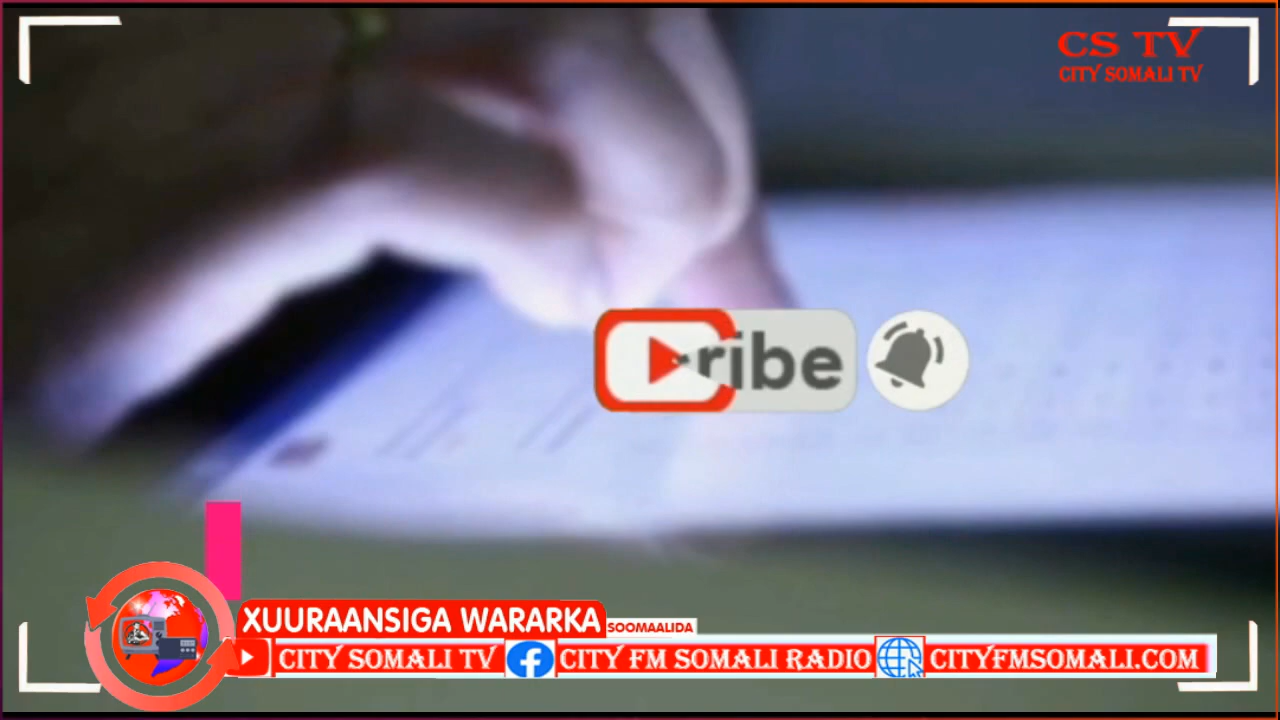 CS TV
CITY SOMALI TV
ribe
XUURAANSIGA WARARKA
SOOMAALIDA
CITY SOMALI TV
CITY FM SOMALI RADIO
CITYFMSOMALI.COM